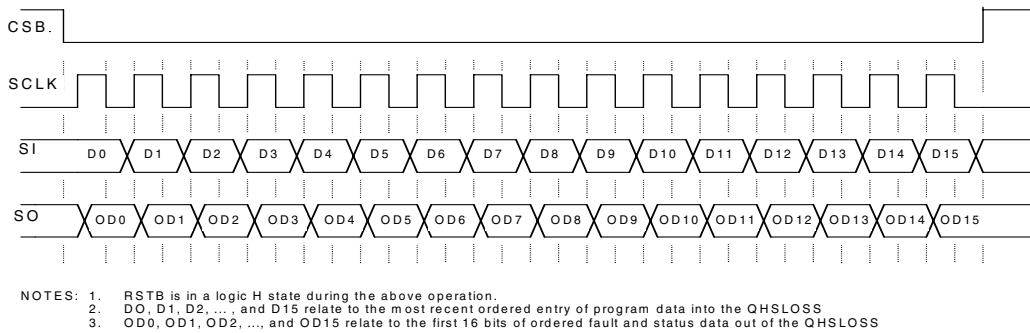 CSB.
SCLK
SI D0 D1 D2 D3 D4 D5 D6 D7 D8 D9 D10 D11 D12 D13 D14 D15
SO OD0 OD1 OD2 OD3 OD4 OD5 OD6 OD7 OD8 OD9 OD10 OD11 OD12 OD13 OD14 OD15
NOTES: 1. RSTB is in a logic H state during the above operation.
2. DO, D1, D2, ... , and D15 relate to the most recent ordered entry of program data into the QHSLOSS
3. OD0, OD1, OD2, ..., and OD15 relate to the first 16 bits of ordered fault and status data out of the QHSLOSS